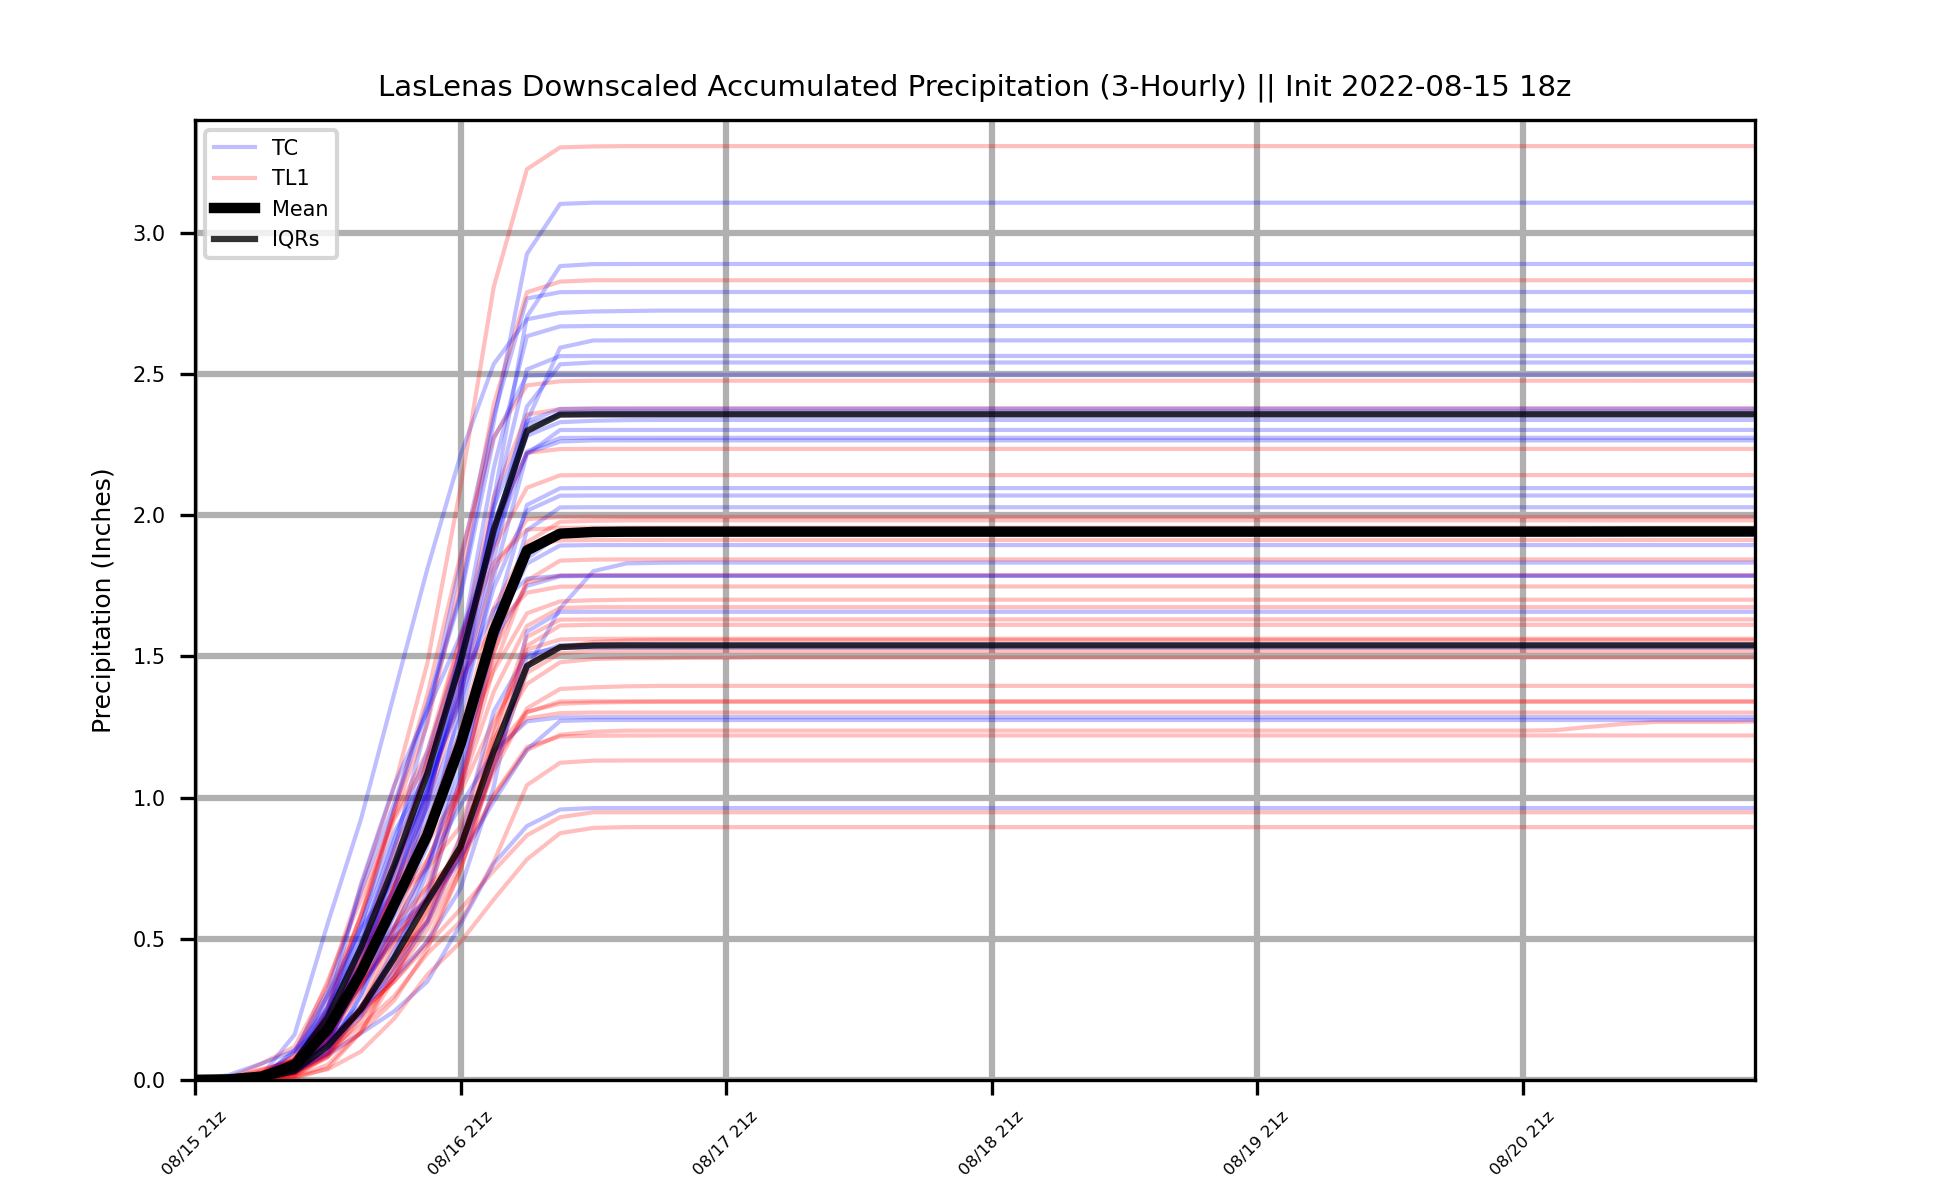 LasLenas Downscaled Accumulated Precipitation (3-Hourly) || Init 2022-08-15 18z
TC
TL1
Mean
IQRs
Precipitation (Inches)
3.0
2.5
2.0
1.5
1.0
0.5
0.0
08/15 21z
08/16 21z
08/17 21z
08/18 21z
08/19 21z
08/20 21z